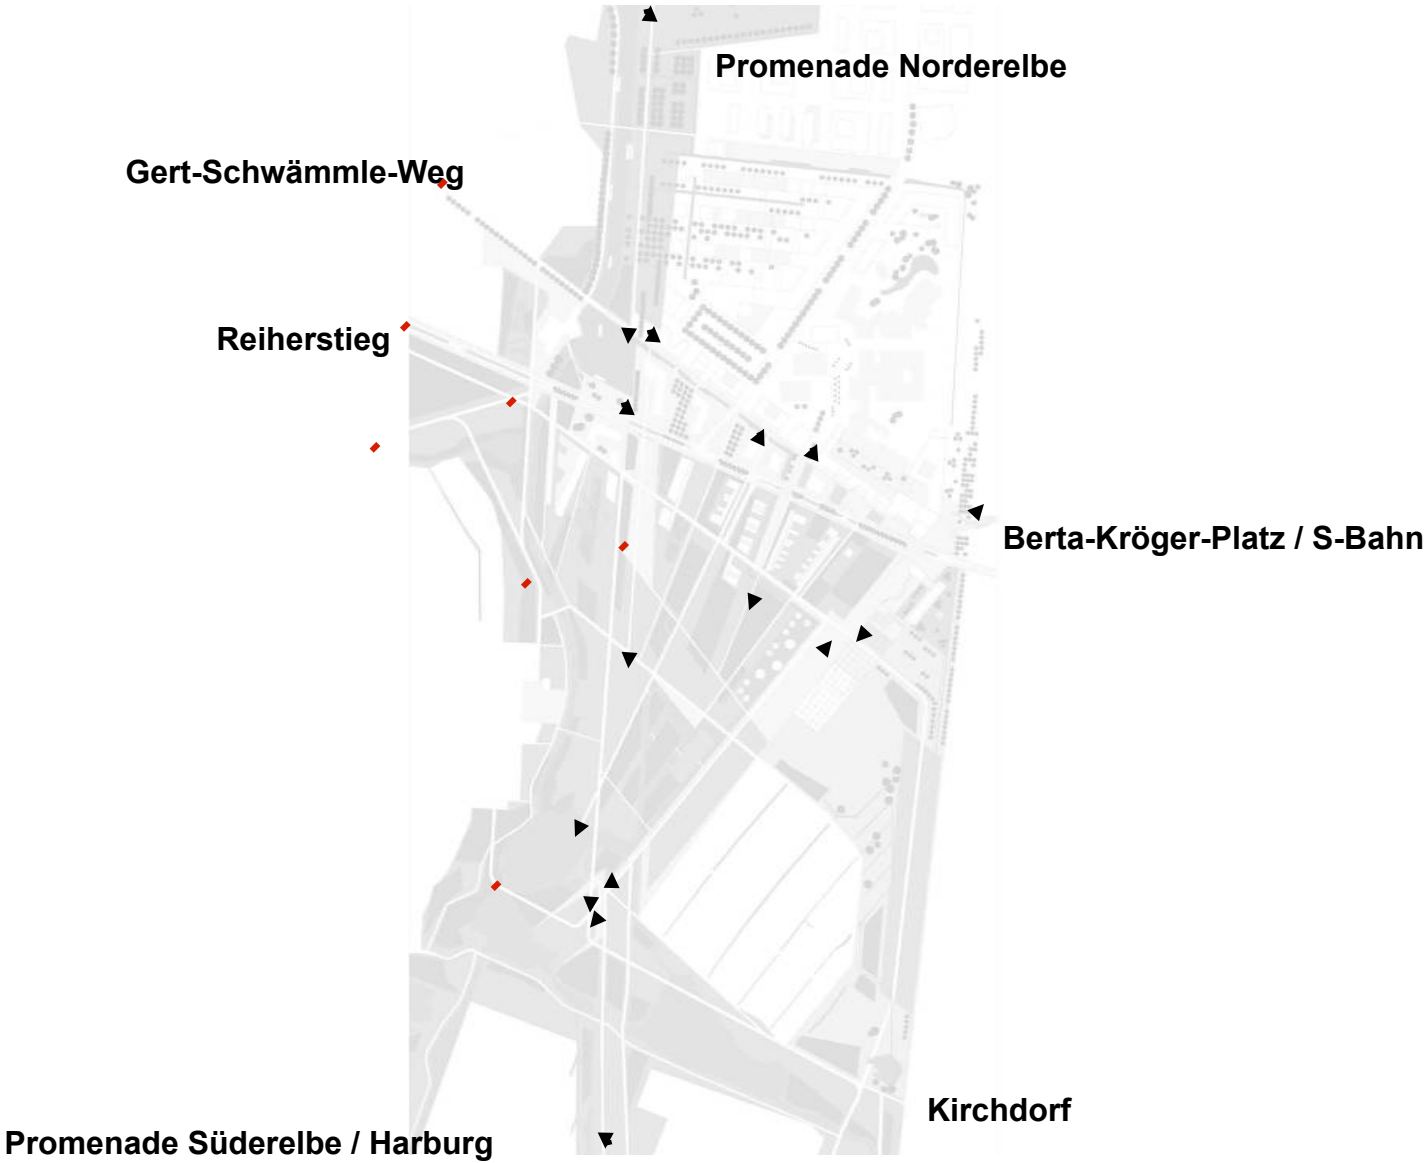 Promenade Norderelbe
Gert-Schwämmle-Weg
Reiherstieg
Berta-Kröger-Platz / S-Bahn
Kirchdorf
Promenade Süderelbe / Harburg